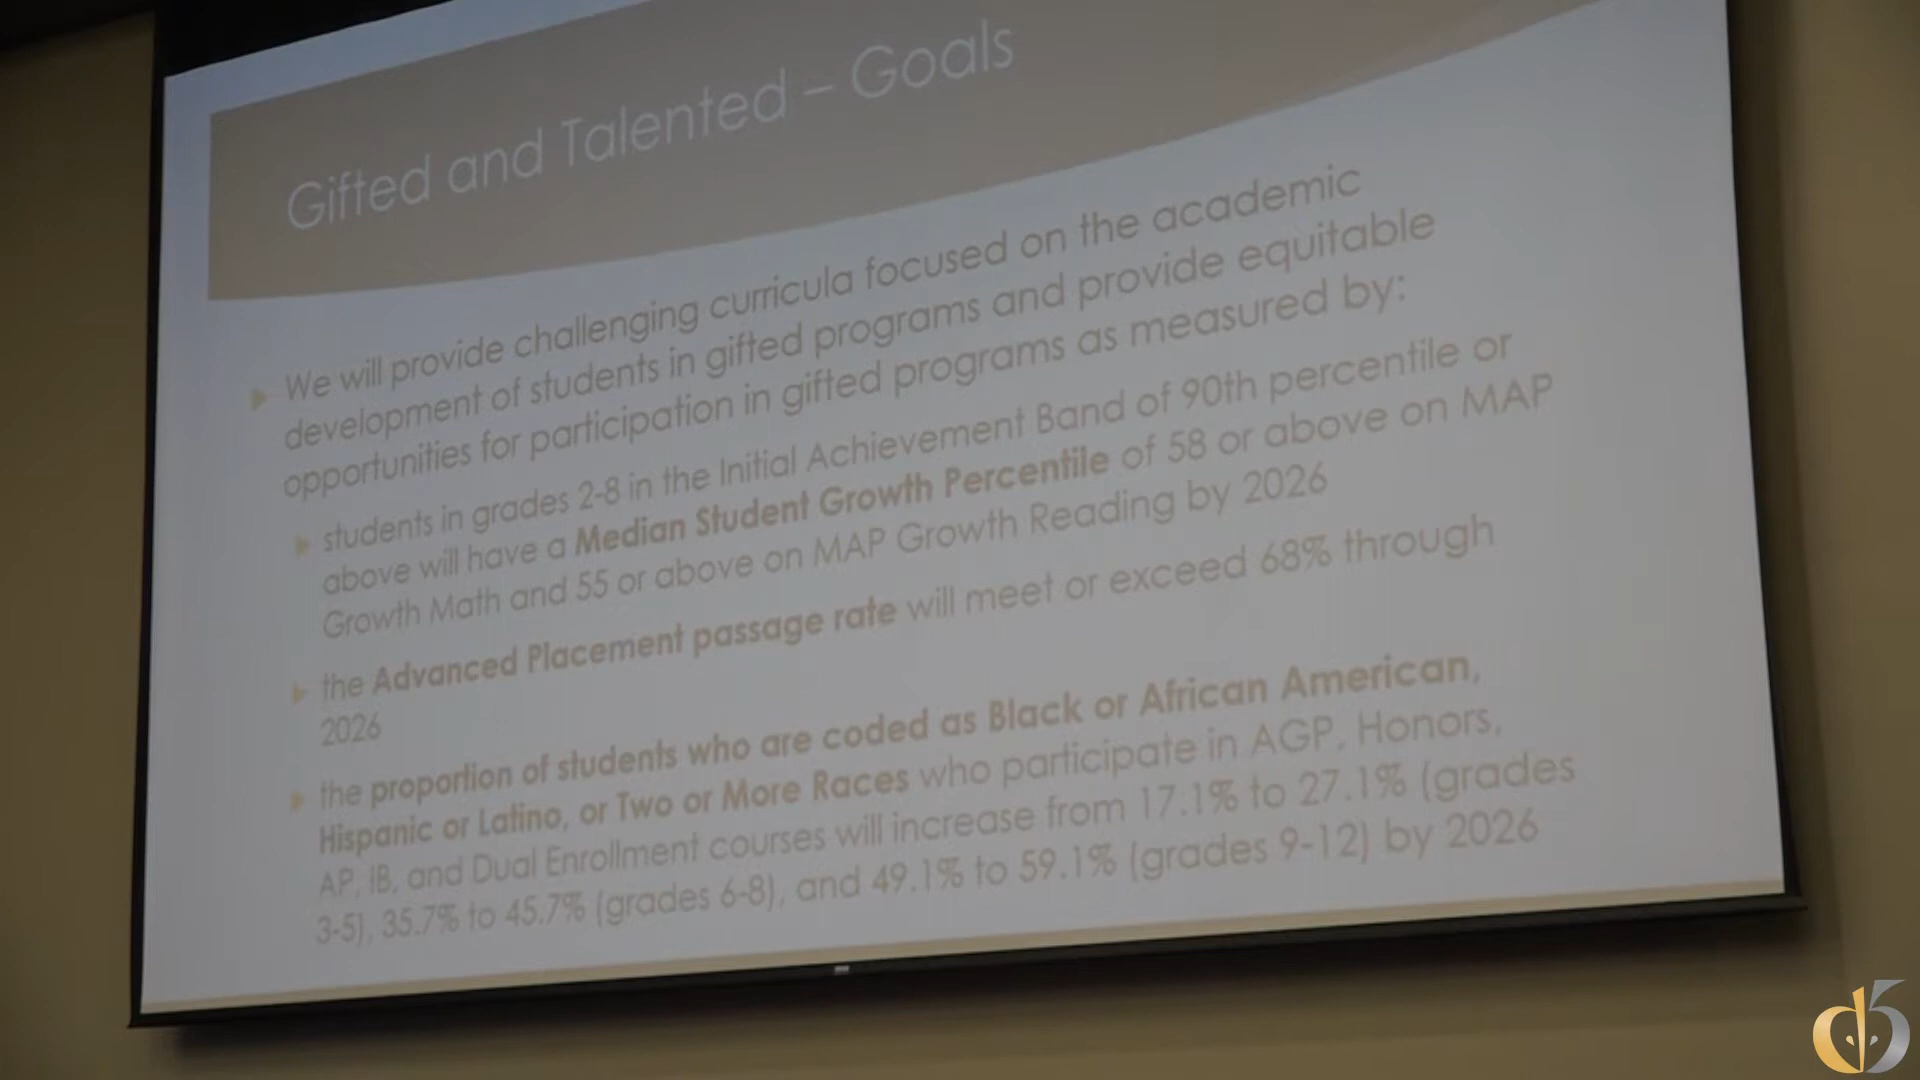 Gifted and Talented – Goals
We will provide challenging curricula focused on the academic
development of students in gifted programs and provide equitable
opportunities for participation in gifted programs as measured by:
students in grades 2-8 in the Initial Achievement Band of 90th percentile or
above will have a Median Student Growth Percentile of 58 or above on MAP
Growth Math and 55 or above on MAP Growth Reading by 2026
the Advanced Placement passage rate will meet or exceed 68% through
2026
the proportion of students who are coded as Black or African American,
Hispanic or Latino, or Two or More Races who participate in AGP, Honors,
AP, IB, and Dual Enrollment courses will increase from 17.1% to 27.1% (grades
3-5), 35.7% to 45.7% (grades 6-8), and 49.1% to 59.1% (grades 9-12) by 2026
d5